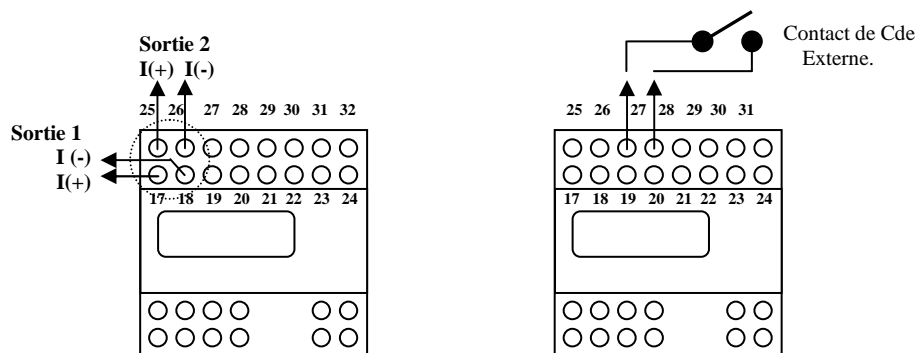 Sortie 2
I(+) I(-)
25 26 27 28 29 30 31 32
Sortie 1
I (-)
I(+)
17 18 19 20 21 22 23 24
Contact de Cde
Externe.
25 26 27 28 29 30 31
17 18 19 20 21 22 23 24